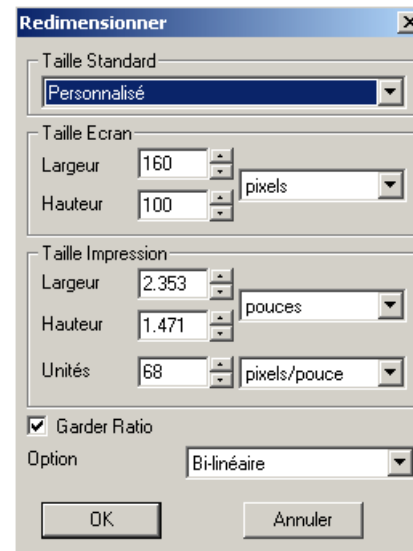 Redimensionner
Taille Standard
Personnalisé
Taille Ecran
Largeur 160
pixels
Hauteur 100
Taille Impression
Largeur 2.353
pouces
Hauteur 1.471
Unités 68 pixels/pouce
Garder Ratio
Option Bi-linéaire
OK Annuler